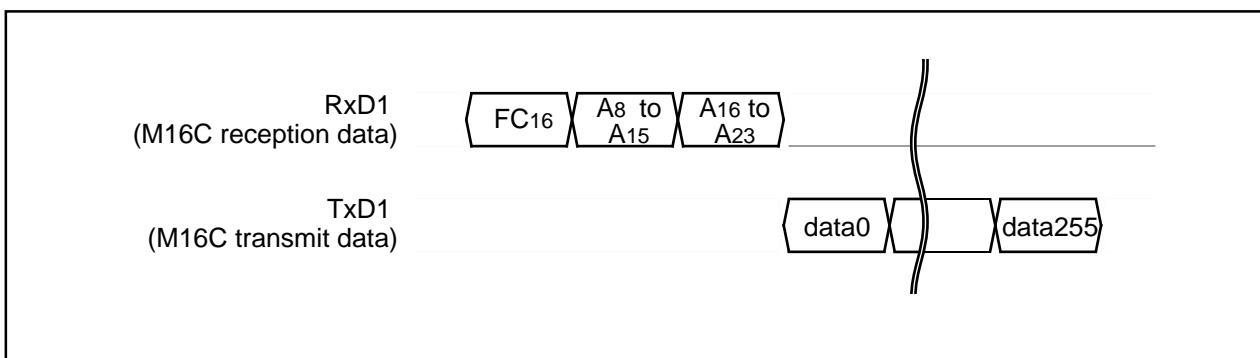 RxD1
(M16C reception data)
FC16
A8 to
A15
A16 to
A23
TxD1
(M16C transmit data)
data0
data255